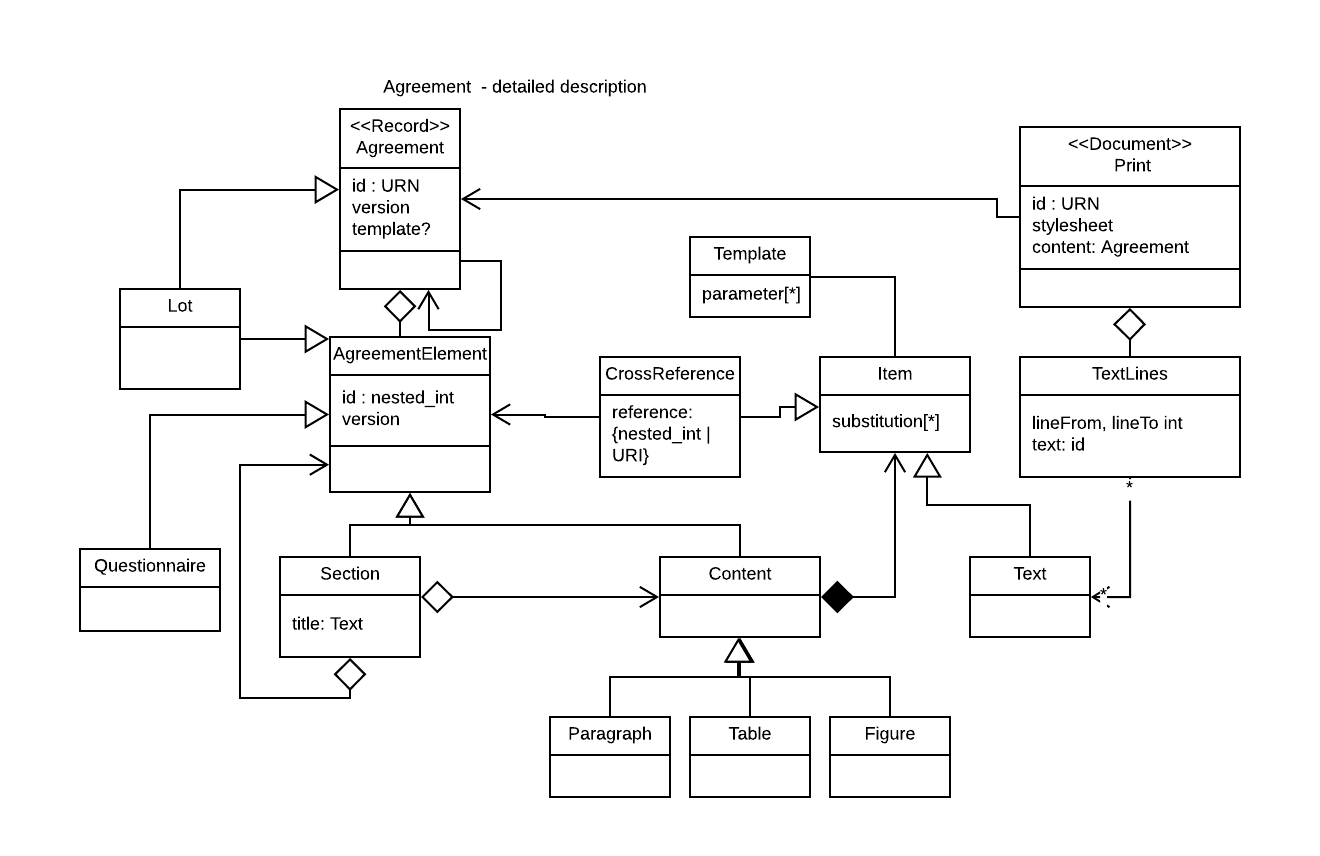 Agreement - detailed description
<<Record>>
Agreement
id : URN
version
template?
<<Document>>
Print
id : URN
stylesheet
content: Agreement
Template
parameter[*]
Lot
AgreementElement
id : nested_int
version
CrossReference
reference:
{nested_int |
URI}
Item
substitution[*]
TextLines
lineFrom, lineTo int
text: id
*
Questionnaire
Section
title: Text
Content
Text
*
Paragraph
Table
Figure